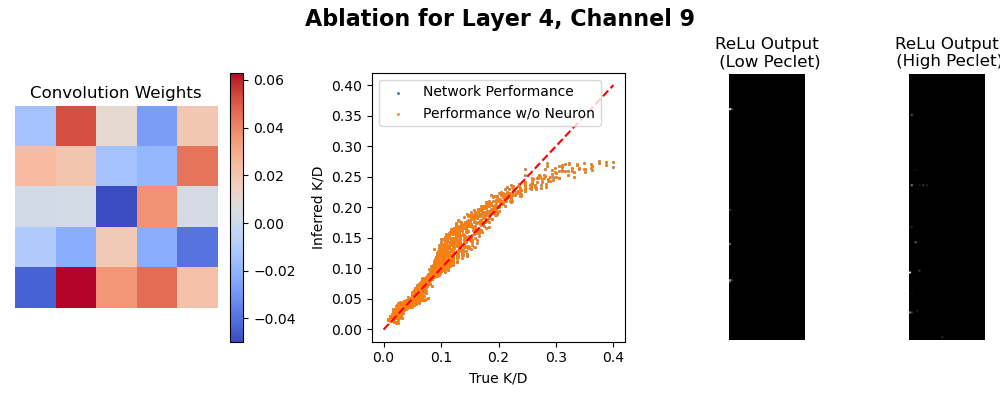 Ablation for Layer 4, Channel 9
Convolution Weights
0.06
0.04
0.02
0.00
−0.02
−0.04
Inferred K/D
0.40
0.35
0.30
0.25
0.20
0.15
0.10
0.05
0.00
Network Performance
Performance w/o Neuron
0.0
0.1
0.2
0.3
0.4
True K/D
ReLu Output
(Low Peclet)
ReLu Output
(High Peclet)